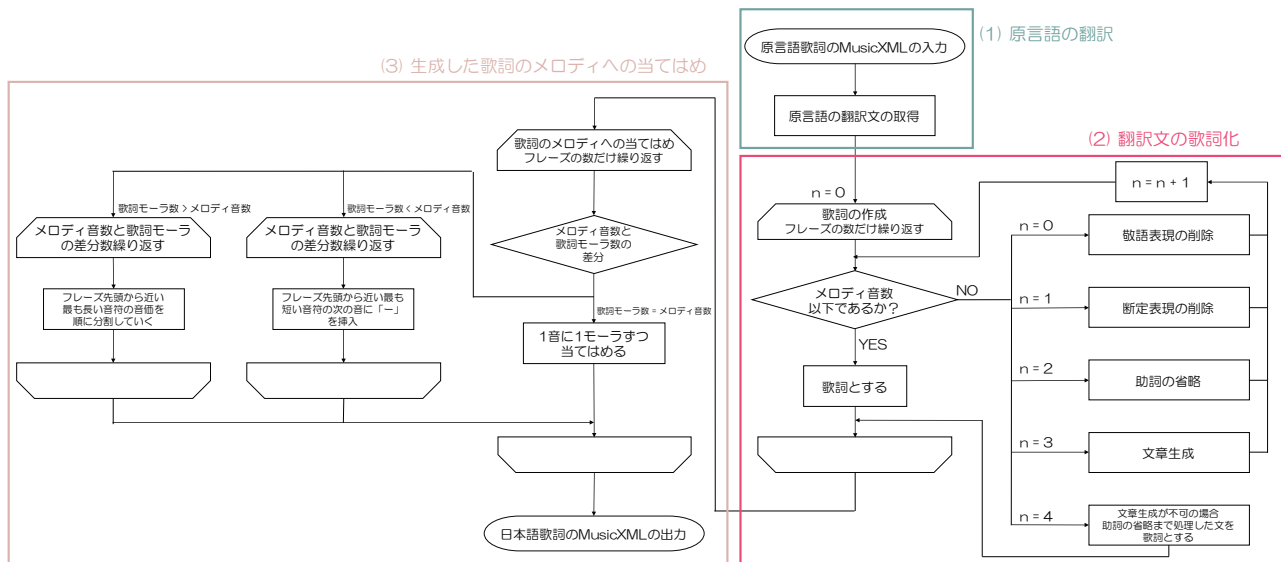 (1) 原言語の翻訳
原言語歌詞のMusicXMLの入力
原言語の翻訳文の取得
(2) 翻訳文の歌詞化
n=0
歌詞の作成
フレーズの数だけ繰り返す
メロディ音数
以下であるか?
NO
YES
歌詞とする
n = n + 1
n=0
敬語表現の削除
n = 1
断定表現の削除
n = 2
助詞の省略
n = 3
文章生成
n = 4
文章生成が不可の場合
助詞の省略まで処理した文を
歌詞とする
(3) 生成した歌詞のメロディへの当てはめ
歌詞のメロディへの当てはめ
フレーズの数だけ繰り返す
メロディ音数と
歌詞モーラ数の
差分
歌詞モーラ数 > メロディ音数
メロディ音数と歌詞モーラ
の差分数繰り返す
フレーズ先頭から近い
最も長い音符の音価を
順に分割していく
歌詞モーラ数 < メロディ音数
メロディ音数と歌詞モーラ
の差分数繰り返す
フレーズ先頭から近い最も
短い音符の次の音に「ー」
を挿入
歌詞モーラ数 = メロディ音数
1音に1モーラずつ
当てはめる
日本語歌詞のMusicXMLの出力